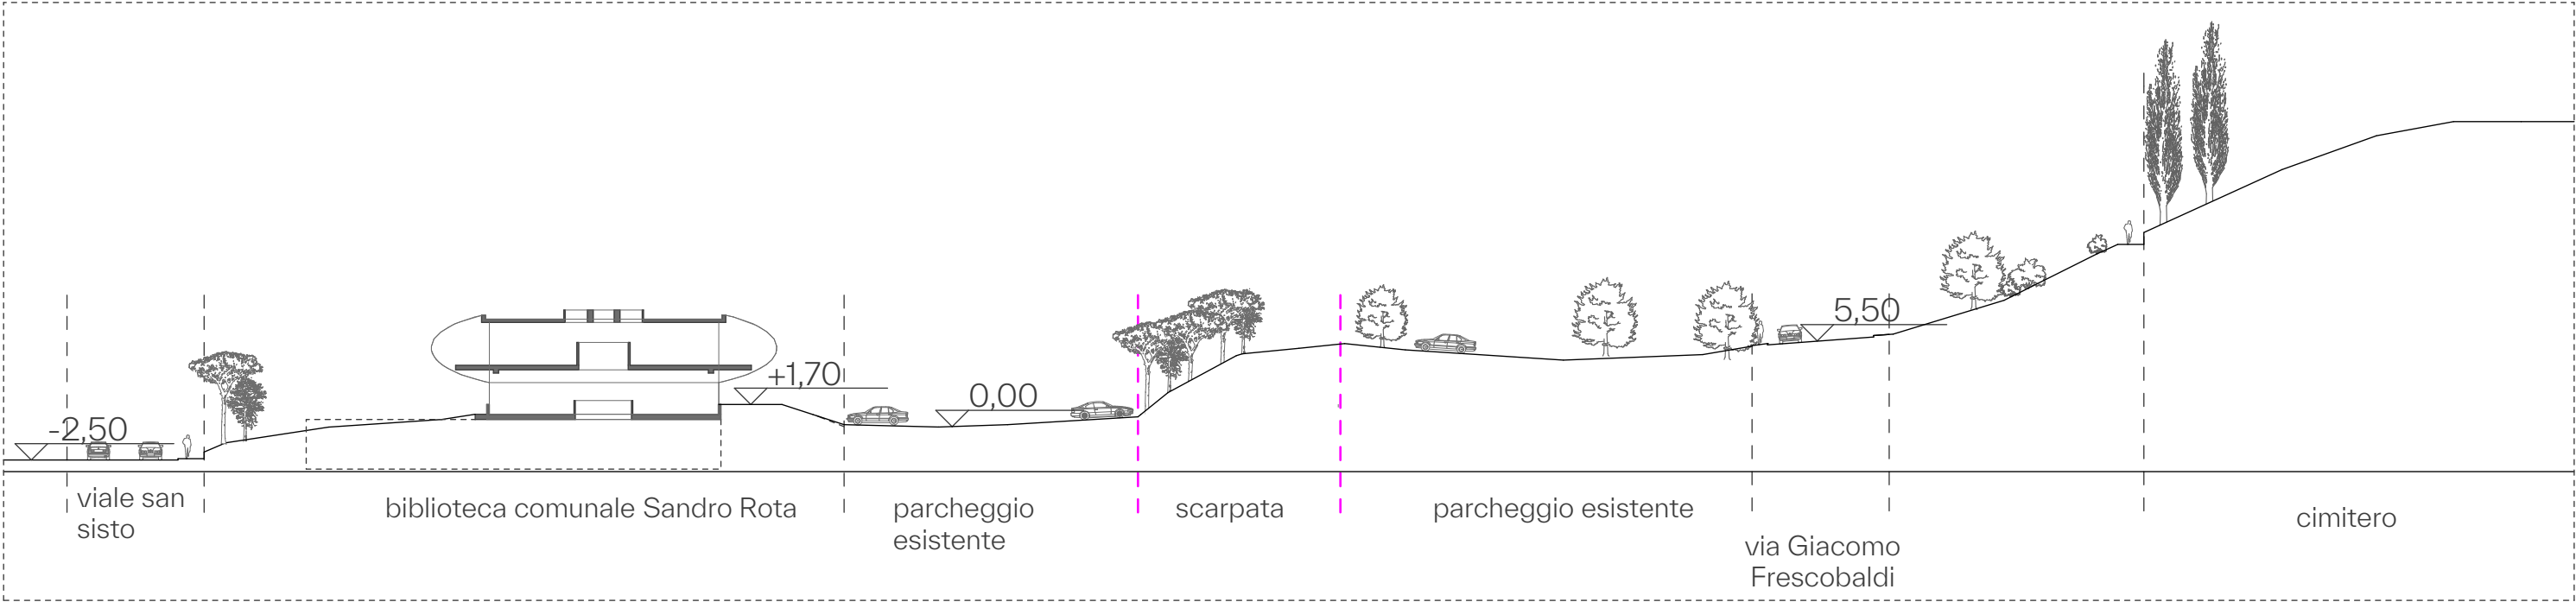 -2,50
+1,70
0,00
5,50
viale san
sisto
biblioteca comunale Sandro Rota
parcheggio
esistente
scarpata
parcheggio esistente
via Giacomo
Frescobaldi
cimitero